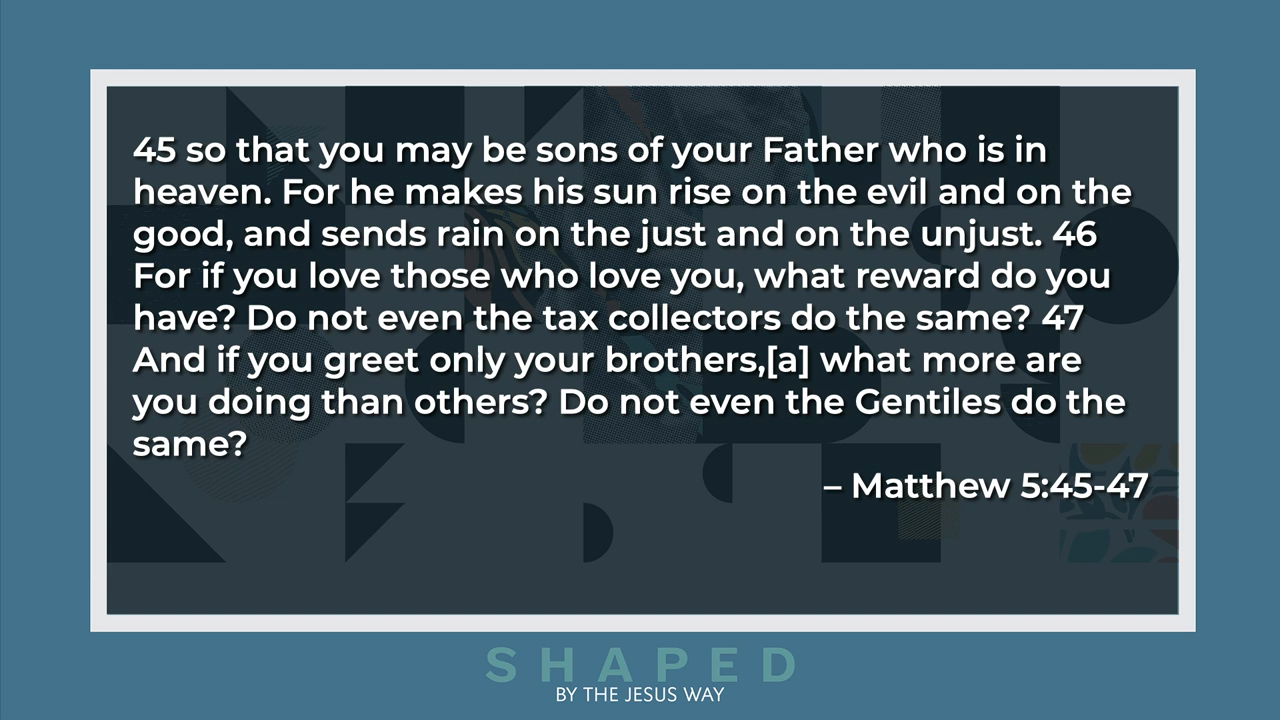 45 so that you may be sons of your Father who is in
heaven. For he makes his sun rise on the evil and on the
good, and sends rain on the just and on the unjust. 46
For if you love those who love you, what reward do you
have? Do not even the tax collectors do the same? 47
And if you greet only your brothers,[a] what more are
you doing than others? Do not even the Gentiles do the
same?
– Matthew 5:45-47
SHAPED
BY THE JESUS WAY